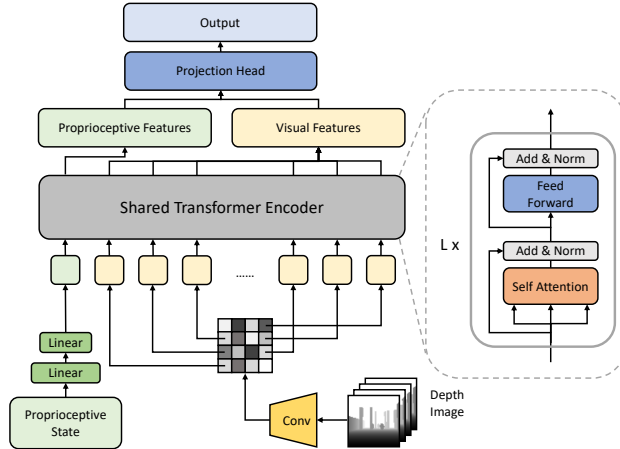 Output
Projection Head
Proprioceptive Features
Visual Features
Shared Transformer Encoder
......
Linear
Linear
Proprioceptive
State
Conv
Depth
Image
L x
Add & Norm
Feed
Forward
Add & Norm
Self Attention